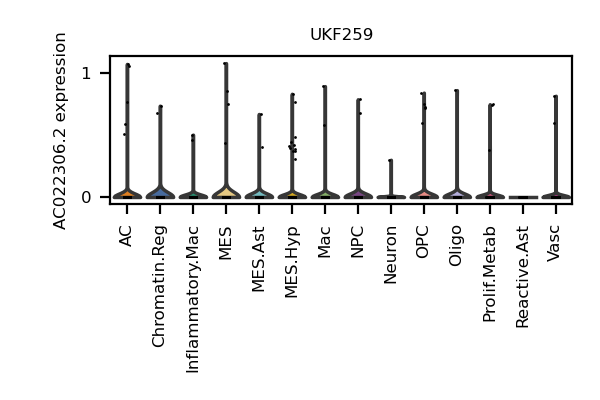 UKF259
AC022306.2 expression
1
0
AC
Chromatin.Reg
Inflammatory.Mac
MES
MES.Ast
MES.Hyp
Mac
NPC
Neuron
OPC
Oligo
Prolif.Metab
Reactive.Ast
Vasc